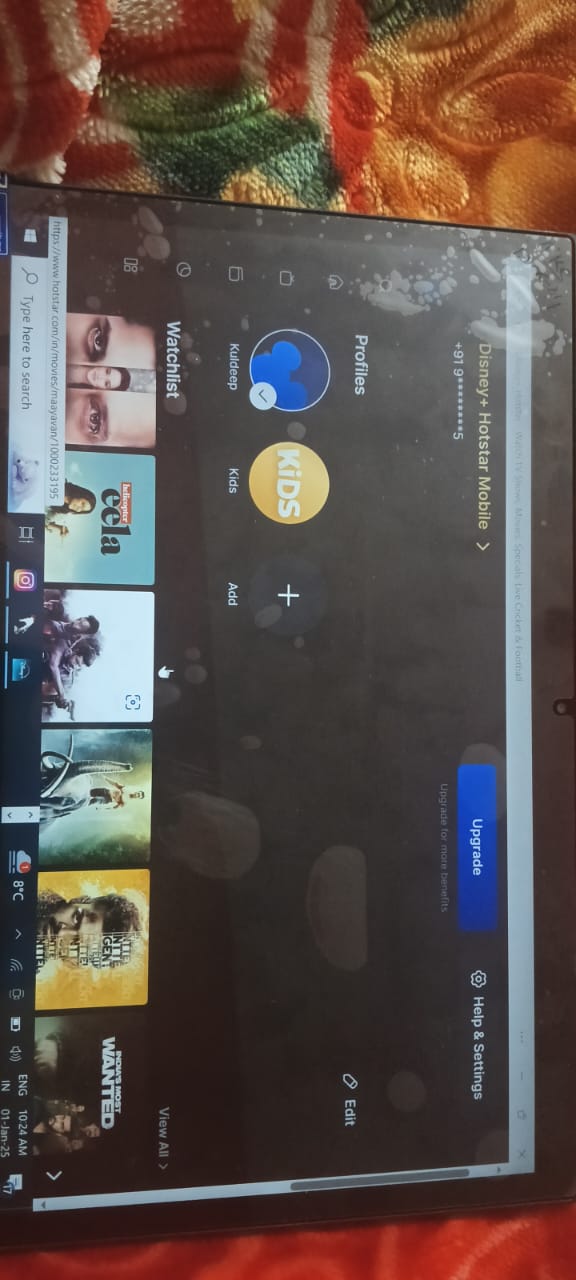 Hotstar - Watch TV Shows, Movies, Specials, Live Cricket & Football
Disney+ Hotstar Mobile
+91 9********5
Upgrade
Upgrade for more benefits
Help & Settings
Profiles
Edit
KiDS
Kuldeep
Kids
Add
Watchlist
View All
helicopter
eela
INDIA'S MOST
WANTED
https://www.hotstar.com/in/movies/maayavan/1000233195
Type here to search
1
8°C
ENG
IN
10:24 AM
01-Jan-25
17